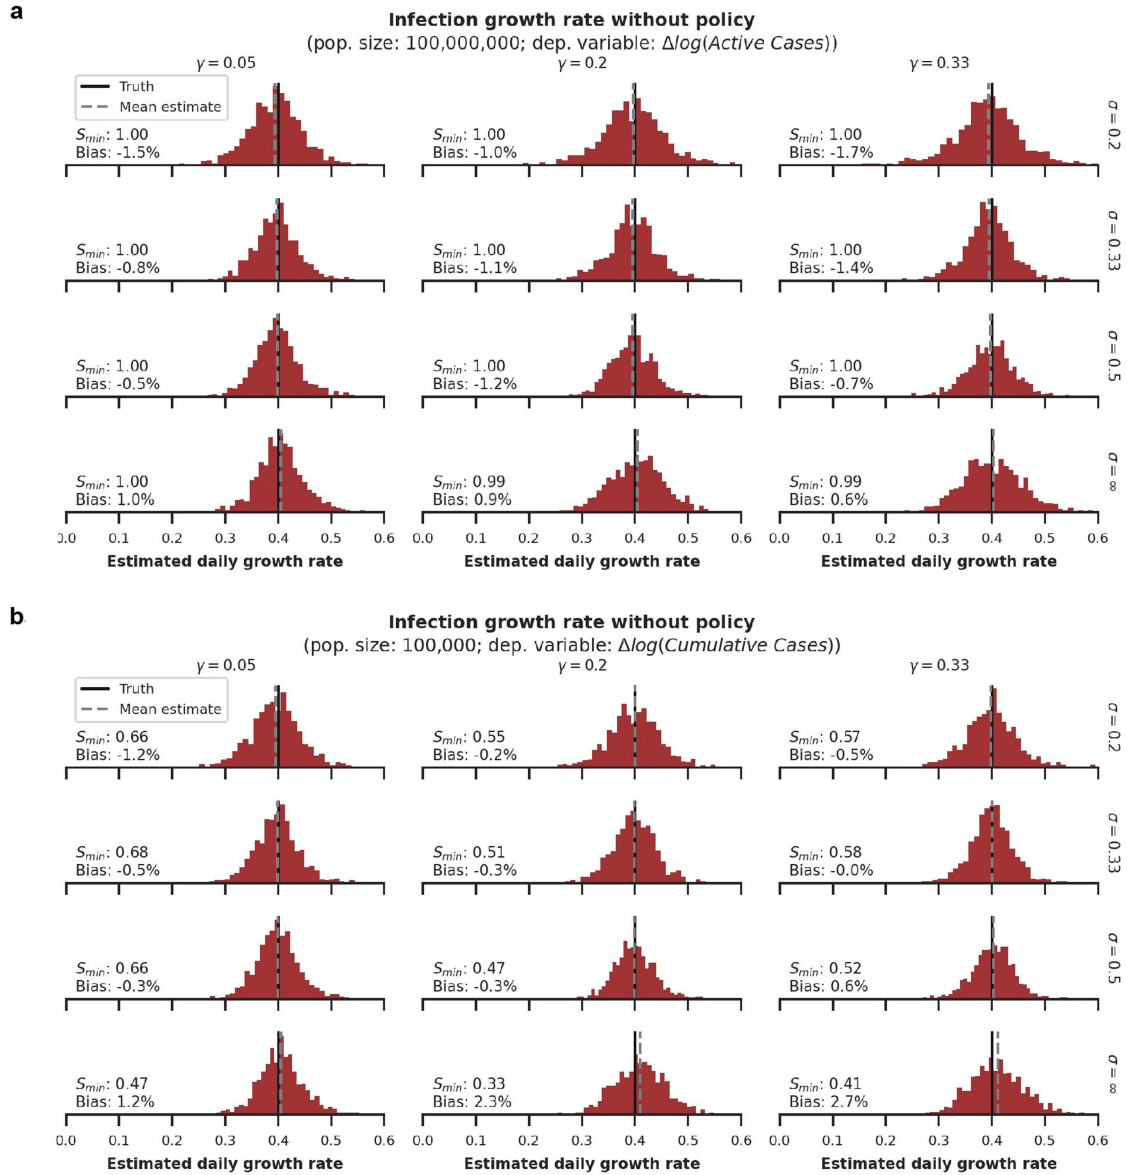 a
Infection growth rate without policy
(pop. size: 100,000,000; dep. variable: Δlog(Active Cases))
γ = 0.05 γ = 0.2 γ = 0.33
Truth
Mean estimate
S_min: 1.00 S_min: 1.00 S_min: 1.00
Bias: -1.5% Bias: -1.0% Bias: -1.7%
σ = 0.2
S_min: 1.00 S_min: 1.00 S_min: 1.00
Bias: -0.8% Bias: -1.1% Bias: -1.4%
σ = 0.33
S_min: 1.00 S_min: 1.00 S_min: 1.00
Bias: -0.5% Bias: -1.2% Bias: -0.7%
σ = 0.5
S_min: 1.00 S_min: 0.99 S_min: 0.99
Bias: 1.0% Bias: 0.9% Bias: 0.6%
σ = ∞
0.0 0.1 0.2 0.3 0.4 0.5 0.6 0.0 0.1 0.2 0.3 0.4 0.5 0.6 0.0 0.1 0.2 0.3 0.4 0.5 0.6
Estimated daily growth rate Estimated daily growth rate Estimated daily growth rate
b
Infection growth rate without policy
(pop. size: 100,000; dep. variable: Δlog(Cumulative Cases))
γ = 0.05 γ = 0.2 γ = 0.33
Truth
Mean estimate
S_min: 0.66 S_min: 0.55 S_min: 0.57
Bias: -1.2% Bias: -0.2% Bias: -0.5%
σ = 0.2
S_min: 0.68 S_min: 0.51 S_min: 0.58
Bias: -0.5% Bias: -0.3% Bias: -0.0%
σ = 0.33
S_min: 0.66 S_min: 0.47 S_min: 0.52
Bias: -0.3% Bias: -0.3% Bias: 0.6%
σ = 0.5
S_min: 0.47 S_min: 0.33 S_min: 0.41
Bias: 1.2% Bias: 2.3% Bias: 2.7%
σ = ∞
0.0 0.1 0.2 0.3 0.4 0.5 0.6 0.0 0.1 0.2 0.3 0.4 0.5 0.6 0.0 0.1 0.2 0.3 0.4 0.5 0.6
Estimated daily growth rate Estimated daily growth rate Estimated daily growth rate